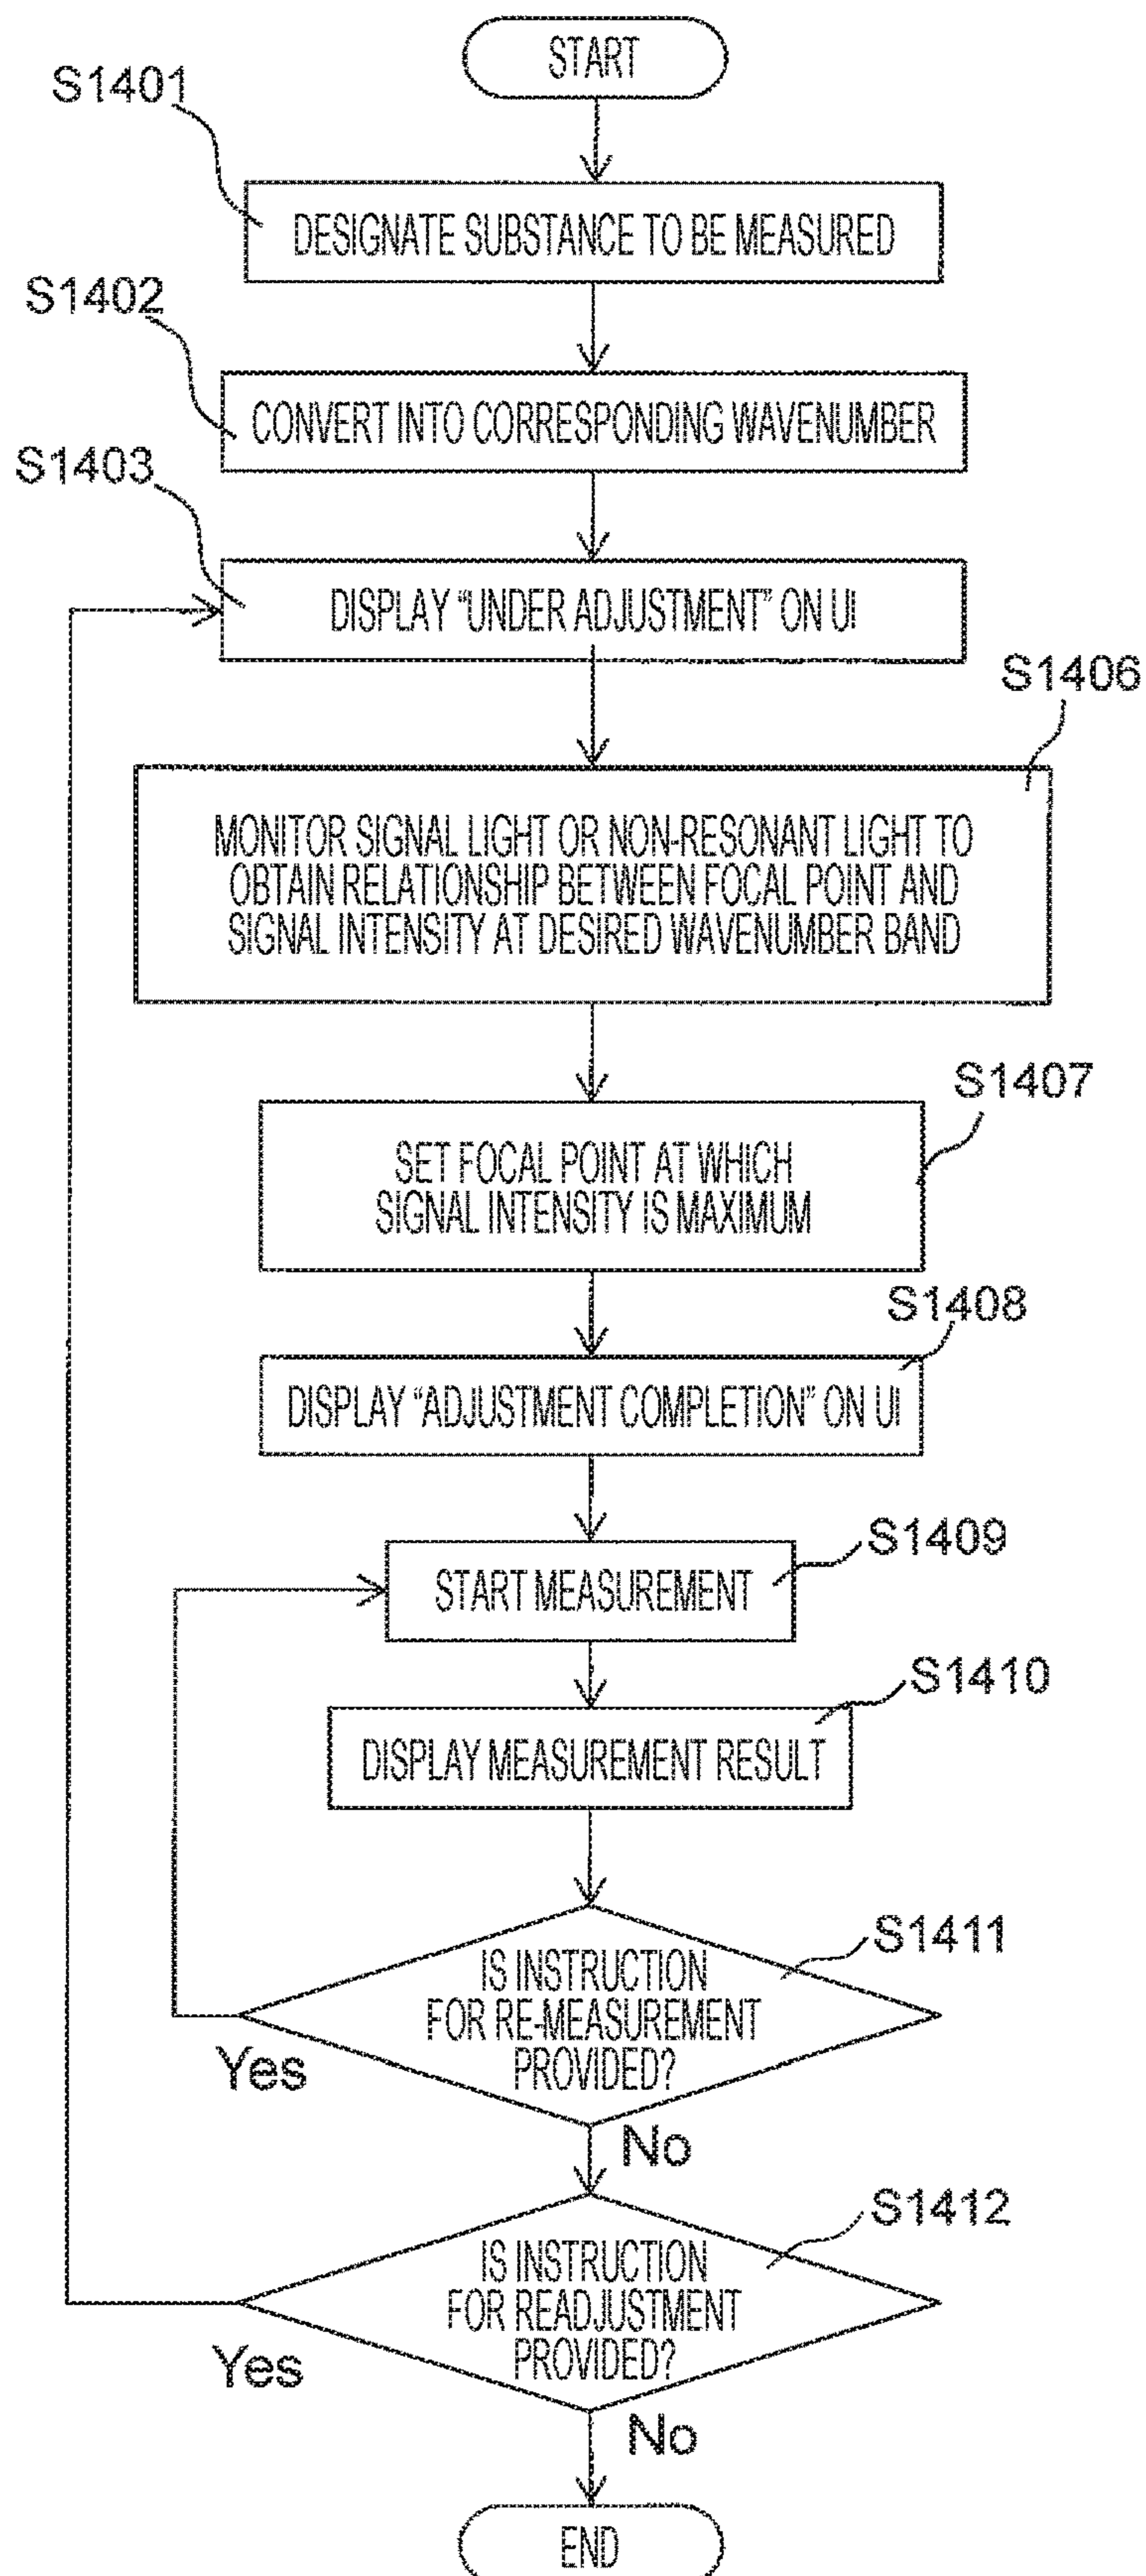 START
S1401
DESIGNATE SUBSTANCE TO BE MEASURED
S1402
CONVERT INTO CORRESPONDING WAVENUMBER
S1403
DISPLAY “UNDER ADJUSTMENT” ON UI
S1406
MONITOR SIGNAL LIGHT OR NON-RESONANT LIGHT TO
OBTAIN RELATIONSHIP BETWEEN FOCAL POINT AND
SIGNAL INTENSITY AT DESIRED WAVENUMBER BAND
S1407
SET FOCAL POINT AT WHICH
SIGNAL INTENSITY IS MAXIMUM
S1408
DISPLAY “ADJUSTMENT COMPLETION” ON UI
S1409
START MEASUREMENT
S1410
DISPLAY MEASUREMENT RESULT
S1411
IS INSTRUCTION
FOR RE-MEASUREMENT
PROVIDED?
Yes
No
S1412
IS INSTRUCTION
FOR READJUSTMENT
PROVIDED?
Yes
No
END